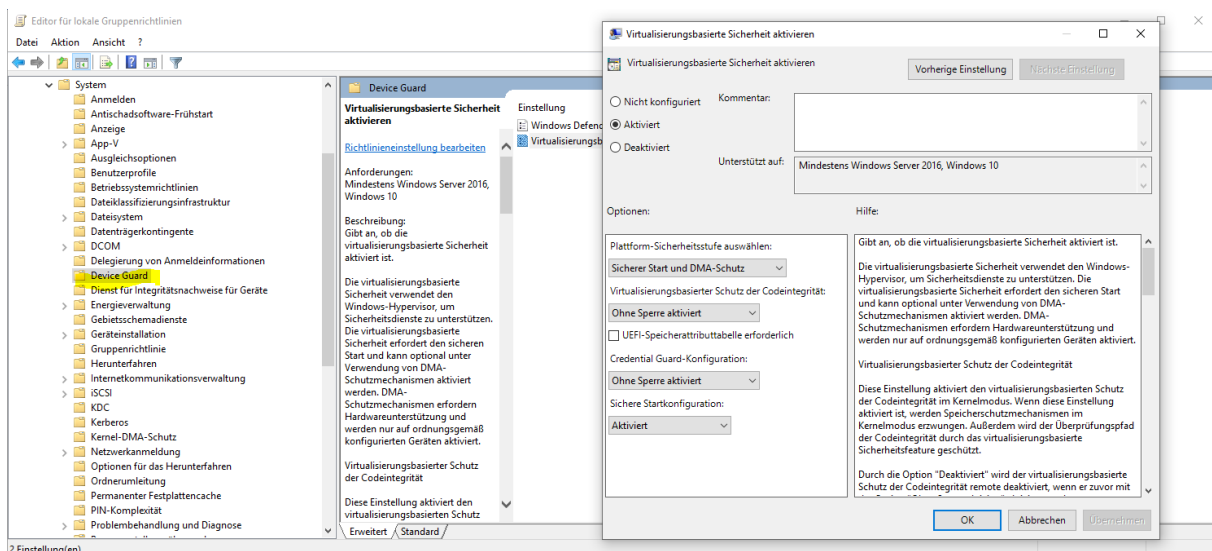 Editor für lokale Gruppenrichtlinien
Datei Aktion Ansicht ?
System
Anmelden
Antischadsoftware-Frühstart
Anzeige
App-V
Ausgleichsoptionen
Benutzerprofile
Betriebssystemrichtlinien
Dateiklassifizierungsinfrastruktur
Dateisystem
Datenträgerkontingente
DCOM
Delegierung von Anmeldeinformationen
Device Guard
Dienst für Integritätsnachweise für Geräte
Energieverwaltung
Gebietsschemadienste
Geräteinstallation
Gruppenrichtlinie
Herunterfahren
Internetkommunikationsverwaltung
iSCSI
KDC
Kerberos
Kernel-DMA-Schutz
Netzwerkanmeldung
Optionen für das Herunterfahren
Ordnerumleitung
Permanenter Festplattencache
PIN-Komplexität
Problembehandlung und Diagnose
2 Einstellung(en)
Device Guard
Virtualisierungsbasierte Sicherheit
aktivieren
Richtlinieneinstellung bearbeiten
Anforderungen:
Mindestens Windows Server 2016,
Windows 10
Beschreibung:
Gibt an, ob die
virtualisierungsbasierte Sicherheit
aktiviert ist.
Die virtualisierungsbasierte
Sicherheit verwendet den
Windows-Hypervisor, um
Sicherheitsdienste zu unterstützen.
Die virtualisierungsbasierte
Sicherheit erfordert den sicheren
Start und kann optional unter
Verwendung von DMA-
Schutzmechanismen aktiviert
werden. DMA-
Schutzmechanismen erfordern
Hardwareunterstützung und
werden nur auf ordnungsgemäß
konfigurierten Geräten aktiviert.
Virtualisierungsbasierter Schutz
der Codeintegrität
Diese Einstellung aktiviert den
virtualisierungsbasierten Schutz
Erweitert Standard
Einstellung
Windows Defend
Virtualisierungsb
Virtualisierungsbasierte Sicherheit aktivieren
Virtualisierungsbasierte Sicherheit aktivieren
Vorherige Einstellung Nächste Einstellung
Nicht konfiguriert
Aktiviert
Deaktiviert
Kommentar:
Unterstützt auf:
Mindestens Windows Server 2016, Windows 10
Optionen:
Plattform-Sicherheitsstufe auswählen:
Sicherer Start und DMA-Schutz
Virtualisierungsbasierter Schutz der Codeintegrität:
Ohne Sperre aktiviert
UEFI-Speicherattributtabelle erforderlich
Credential Guard-Konfiguration:
Ohne Sperre aktiviert
Sichere Startkonfiguration:
Aktiviert
Hilfe:
Gibt an, ob die virtualisierungsbasierte Sicherheit aktiviert ist.
Die virtualisierungsbasierte Sicherheit verwendet den Windows-
Hypervisor, um Sicherheitsdienste zu unterstützen. Die
virtualisierungsbasierte Sicherheit erfordert den sicheren Start
und kann optional unter Verwendung von DMA-
Schutzmechanismen aktiviert werden. DMA-
Schutzmechanismen erfordern Hardwareunterstützung und
werden nur auf ordnungsgemäß konfigurierten Geräten aktiviert.
Virtualisierungsbasierter Schutz der Codeintegrität
Diese Einstellung aktiviert den virtualisierungsbasierten Schutz
der Codeintegrität im Kernelmodus. Wenn diese Einstellung
aktiviert ist, werden Speicherschutzmechanismen im
Kernelmodus erzwungen. Außerdem wird der Überprüfungspfad
der Codeintegrität durch das virtualisierungsbasierte
Sicherheitsfeature geschützt.
Durch die Option "Deaktiviert" wird der virtualisierungsbasierte
Schutz der Codeintegrität remote deaktiviert, wenn er zuvor mit
OK Abbrechen Übernehmen